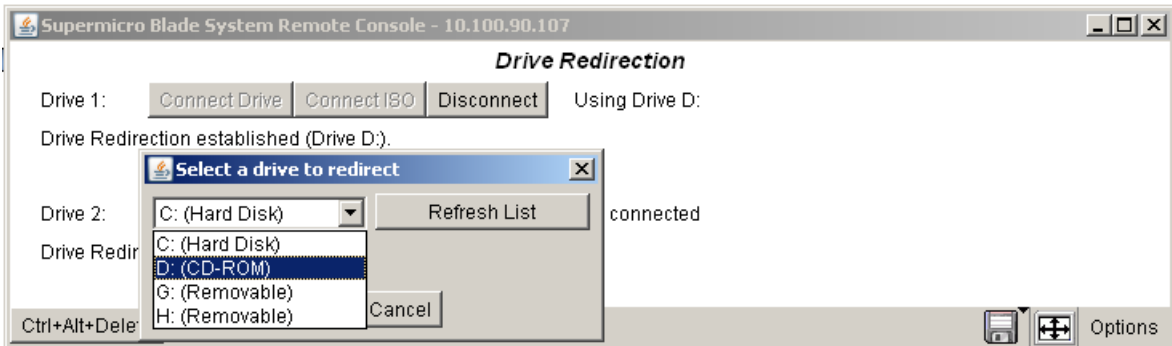 Supermicro Blade System Remote Console - 10.100.90.107
Drive Redirection
Drive 1: Connect Drive Connect ISO Disconnect Using Drive D:
Drive Redirection established (Drive D:).
Select a drive to redirect
Drive 2: C: (Hard Disk) Refresh List connected
C: (Hard Disk)
Drive Redir
D: (CD-ROM)
G: (Removable)
H: (Removable) Cancel
Ctrl+Alt+Dele Options